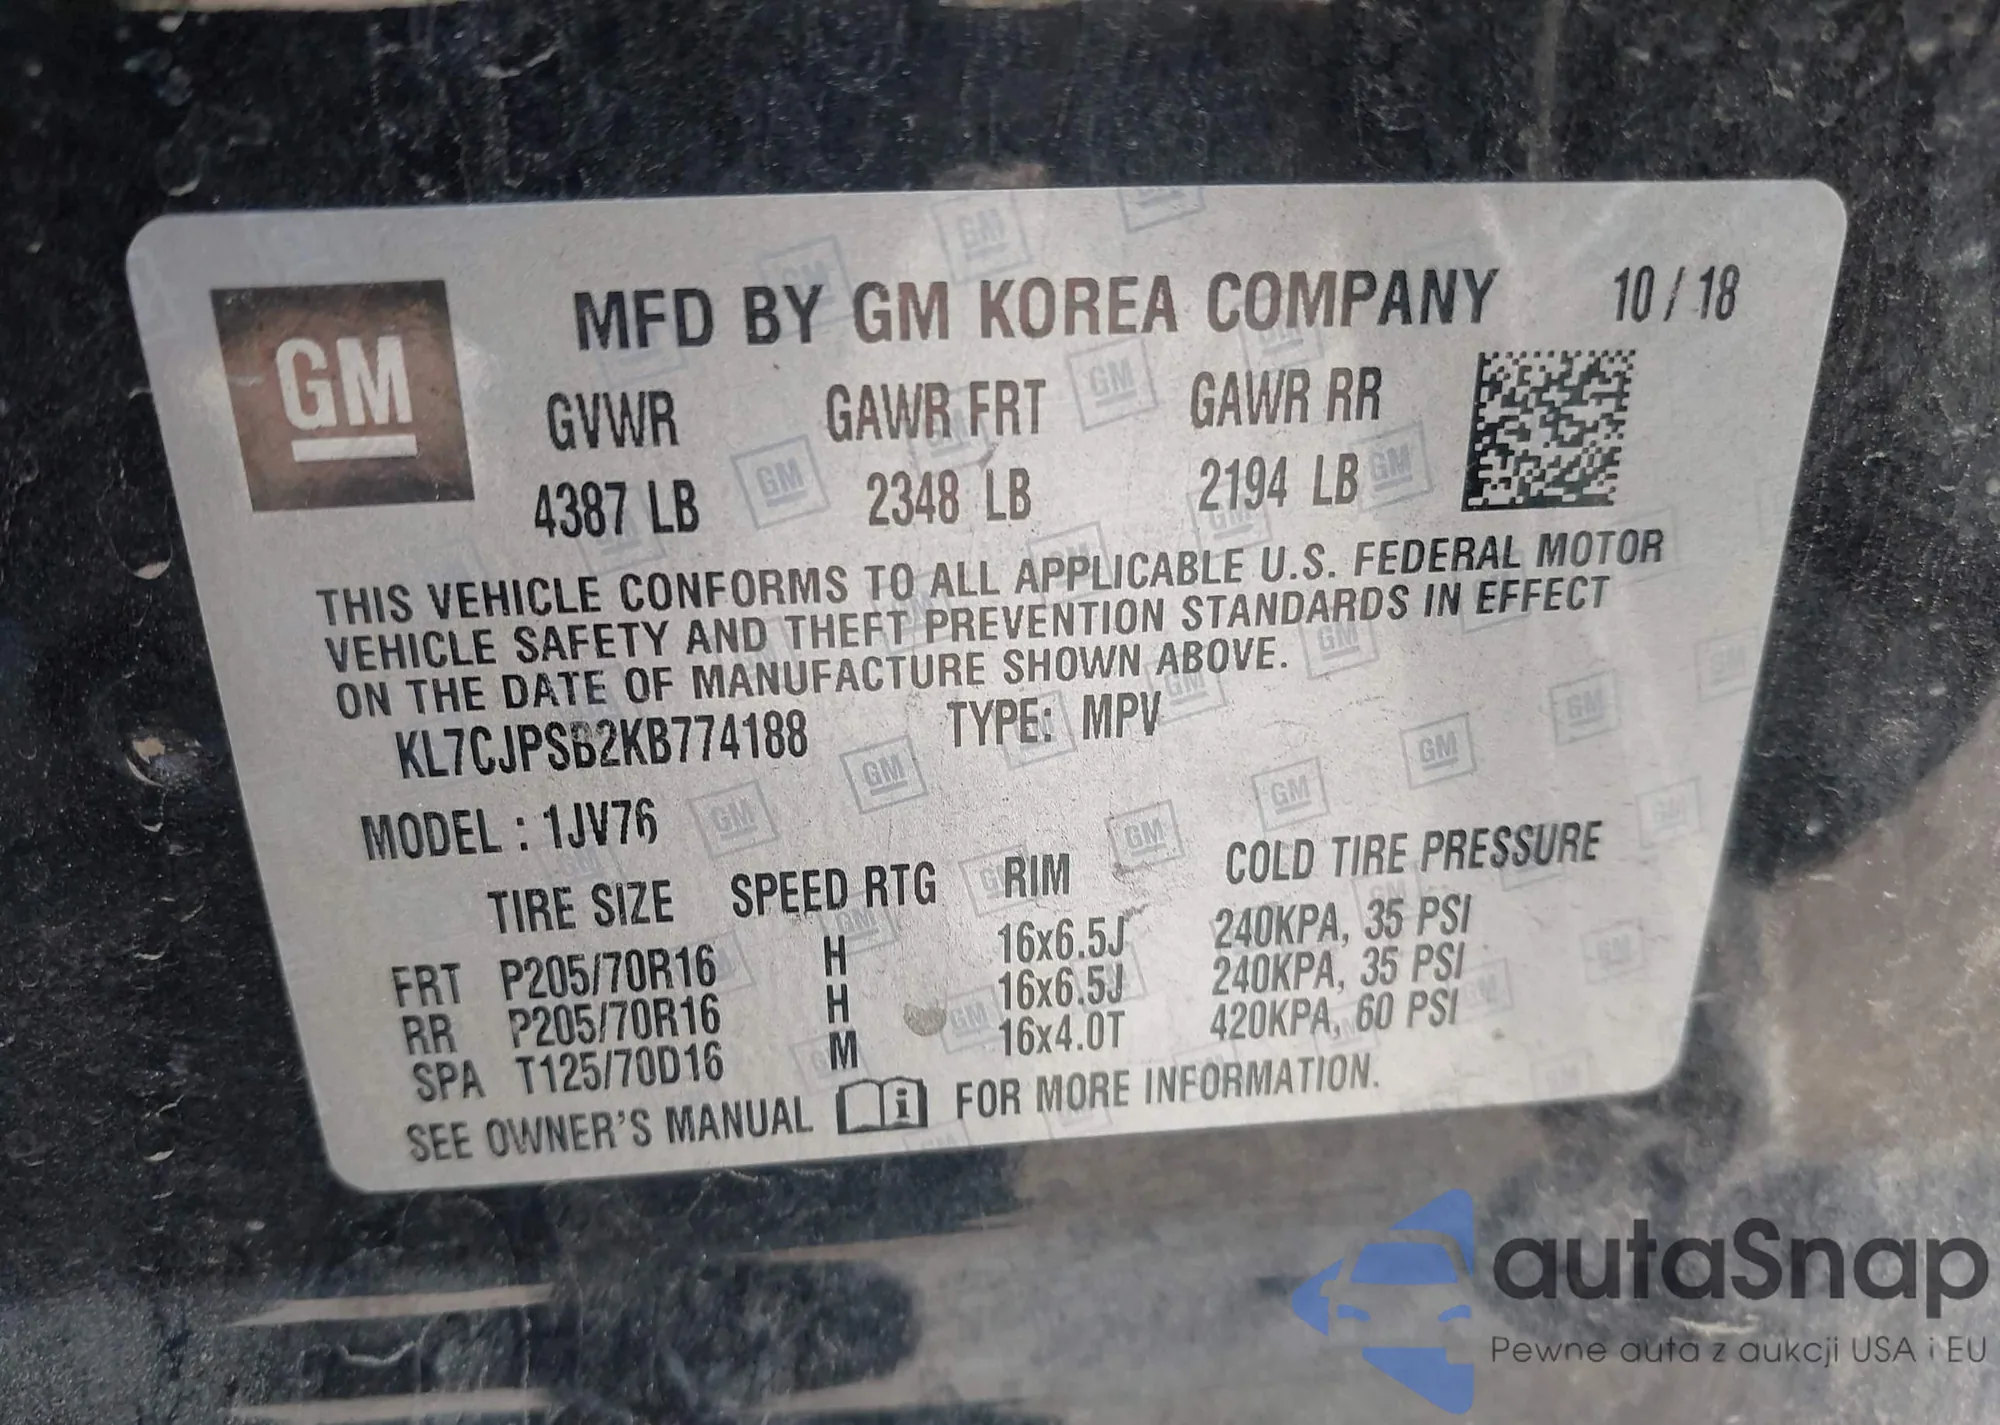 MFD BY GM KOREA COMPANY 10 / 18
GM
GVWR GAWR FRT GAWR RR
4387 LB 2348 LB 2194 LB
THIS VEHICLE CONFORMS TO ALL APPLICABLE U.S. FEDERAL MOTOR
VEHICLE SAFETY AND THEFT PREVENTION STANDARDS IN EFFECT
ON THE DATE OF MANUFACTURE SHOWN ABOVE.
KL7CJPSB2KB774188 TYPE: MPV
MODEL : 1JV76
TIRE SIZE SPEED RTG RIM COLD TIRE PRESSURE
FRT P205/70R16 H 16x6.5J 240KPA, 35 PSI
RR P205/70R16 H 16x6.5J 240KPA, 35 PSI
SPA T125/70D16 M 16x4.0T 420KPA, 60 PSI
SEE OWNER'S MANUAL i FOR MORE INFORMATION.
autaSnap
Pewne auta z aukcji USA i EU